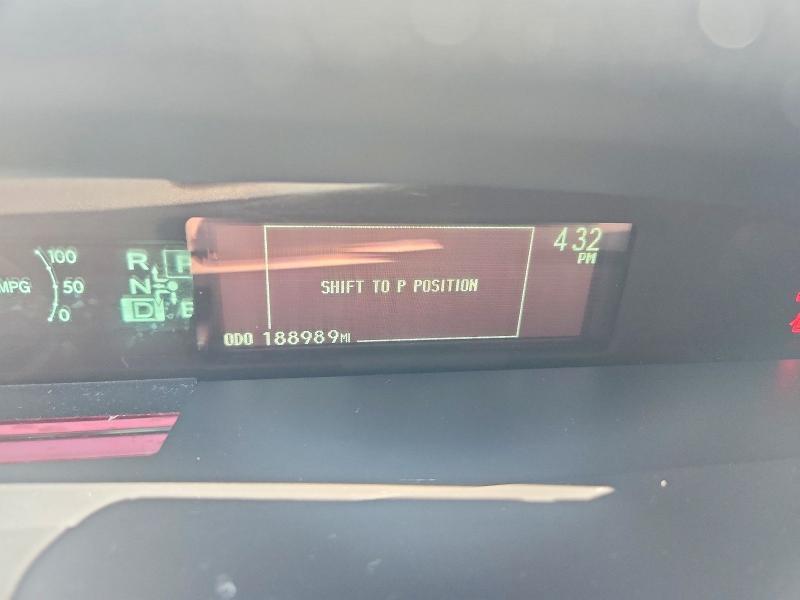 100
MPG
50
0
R
P
N
D
B
4 32
PM
SHIFT TO P POSITION
ODO 188989MI